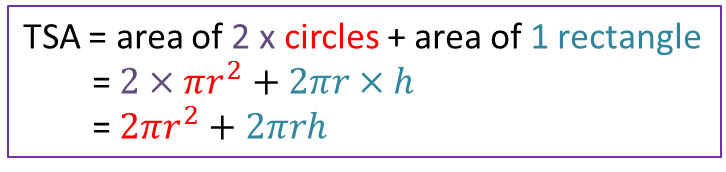 TSA = area of 2 x circles + area of 1 rectangle
= 2 × πr² + 2πr × h
= 2πr² + 2πrh